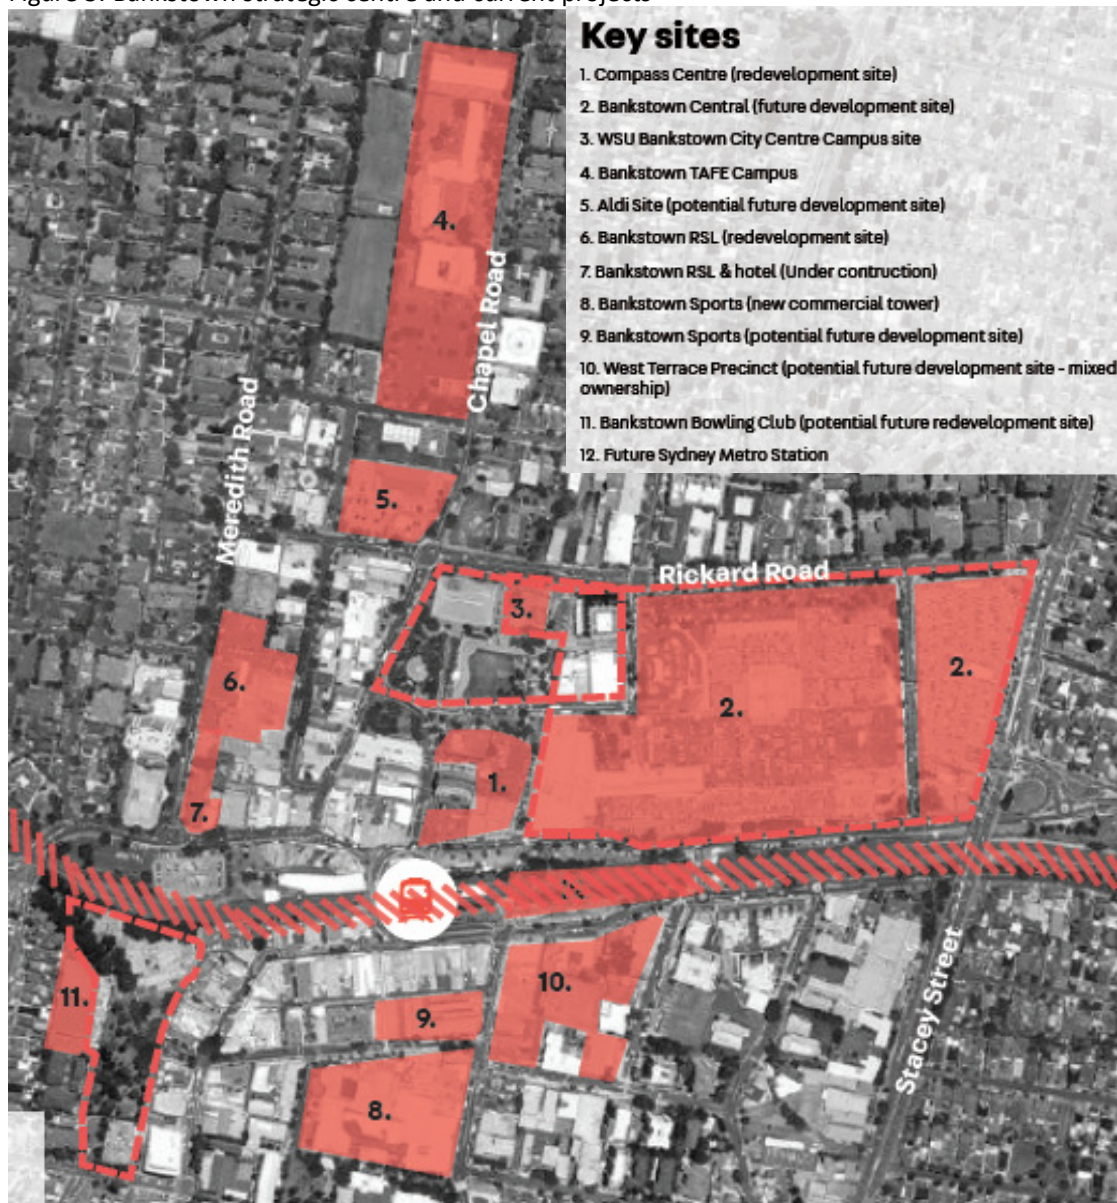 Key sites
1. Compass Centre (redevelopment site)
2. Bankstown Central (future development site)
3. WSU Bankstown City Centre Campus site
4. Bankstown TAFE Campus
5. Aldi Site (potential future development site)
6. Bankstown RSL (redevelopment site)
7. Bankstown RSL & hotel (Under contruction)
8. Bankstown Sports (new commercial tower)
9. Bankstown Sports (potential future development site)
10. West Terrace Precinct (potential future development site - mixed
ownership)
11. Bankstown Bowling Club (potential future redevelopment site)
12. Future Sydney Metro Station
4.
Chapel Road
Meredith Road
5.
Rickard Road
3.
6.
2.
2.
1.
7.
10.
11.
9.
Stacey Street
8.